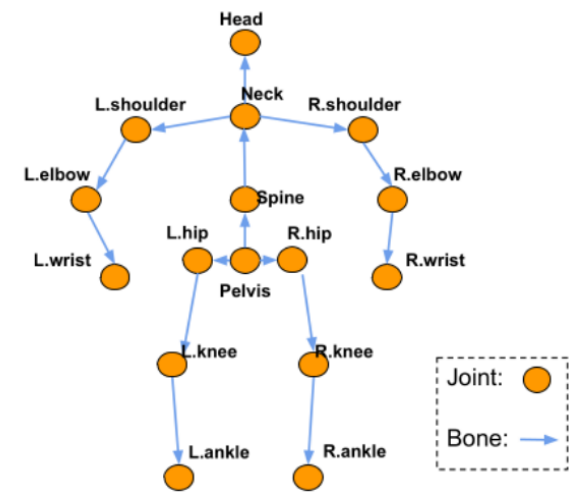 Head
Neck
L.shoulder
R.shoulder
L.elbow
R.elbow
Spine
L.hip
R.hip
L.wrist
R.wrist
Pelvis
L.knee
R.knee
L.ankle
R.ankle
Joint:
Bone: